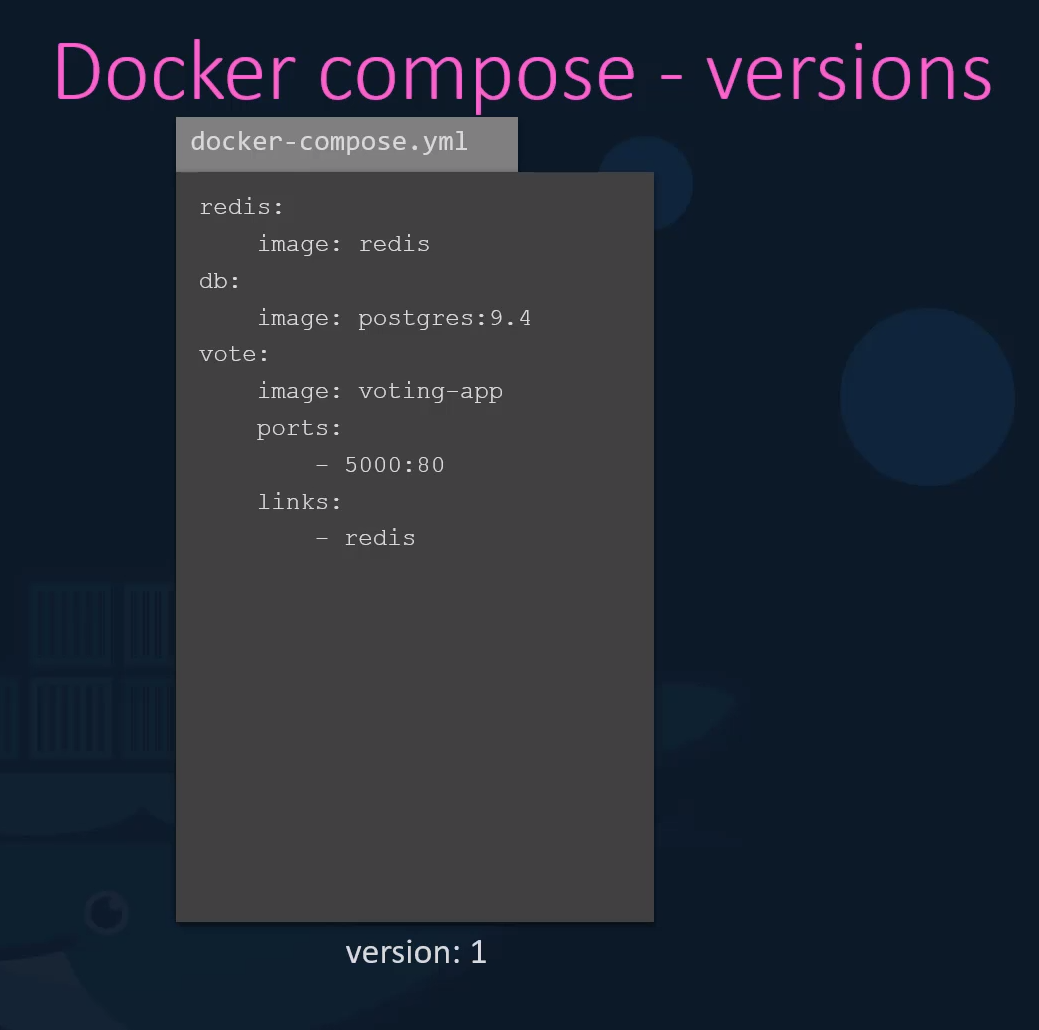 Docker compose - versions
docker-compose.yml
redis:
    image: redis
db:
    image: postgres:9.4
vote:
    image: voting-app
    ports:
        - 5000:80
    links:
        - redis
version: 1